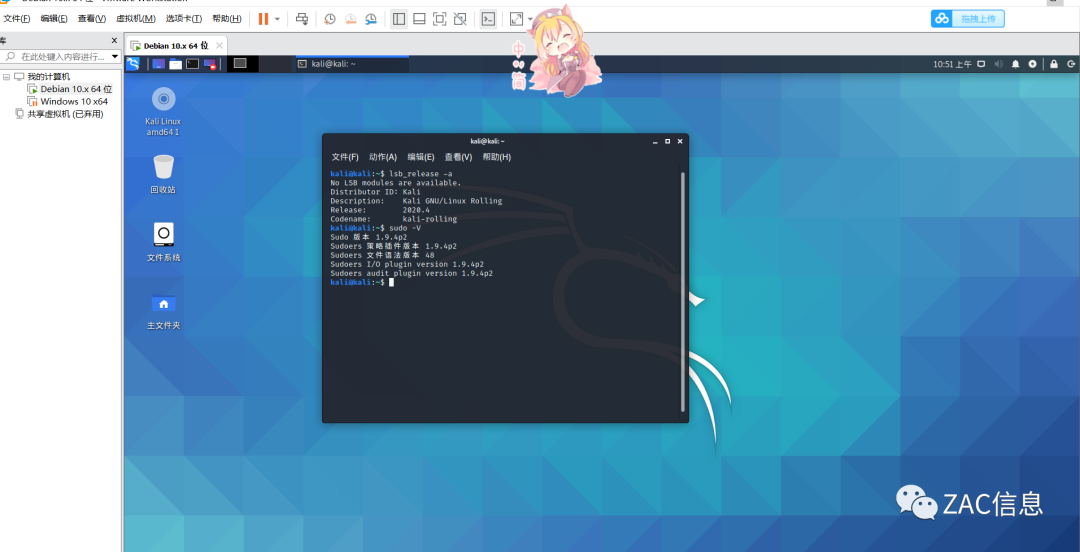 文件(F) 编辑(E) 查看(V) 虚拟机(M) 选项卡(T) 帮助(H)
拖拽上传
中
简
库
在此处键入内容进行...
Debian 10.x 64 位
我的计算机
Debian 10.x 64 位
Windows 10 x64
共享虚拟机 (已弃用)
kali@kali: ~
10:51 上午
Kali Linux
amd64 1
回收站
文件系统
主文件夹
kali@kali: ~
文件(F) 动作(A) 编辑(E) 查看(V) 帮助(H)
kali@kali:~$ lsb_release -a
No LSB modules are available.
Distributor ID: Kali
Description: Kali GNU/Linux Rolling
Release: 2020.4
Codename: kali-rolling
kali@kali:~$ sudo -V
Sudo 版本 1.9.4p2
Sudoers 策略插件版本 1.9.4p2
Sudoers 文件语法版本 48
Sudoers I/O plugin version 1.9.4p2
Sudoers audit plugin version 1.9.4p2
kali@kali:~$
ZAC信息